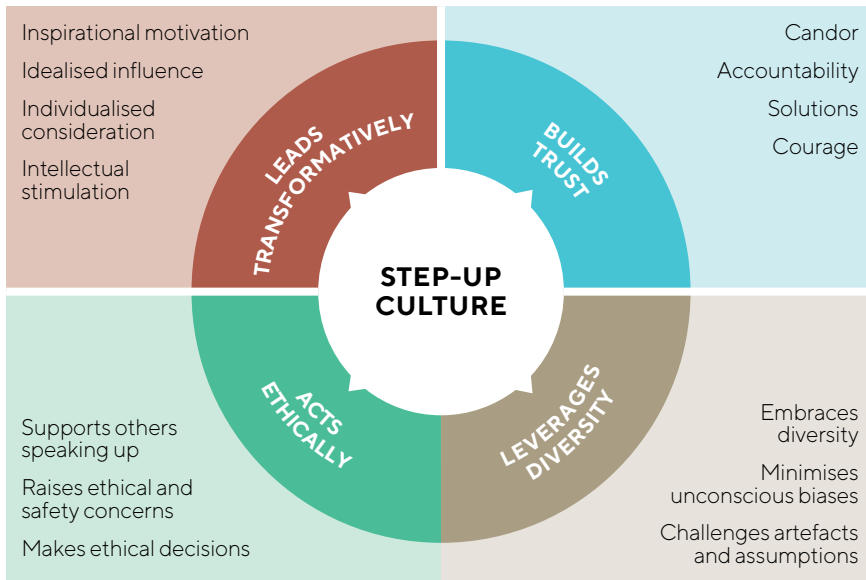 Inspirational motivation
Idealised influence
Individualised
consideration
Intellectual
stimulation
LEADS
TRANSFORMATIVELY
BUILDS
TRUST
Candor
Accountability
Solutions
Courage
STEP-UP
CULTURE
Supports others
speaking up
Raises ethical and
safety concerns
Makes ethical decisions
ACTS
ETHICALLY
LEVERAGES
DIVERSITY
Embraces
diversity
Minimises
unconscious biases
Challenges artefacts
and assumptions